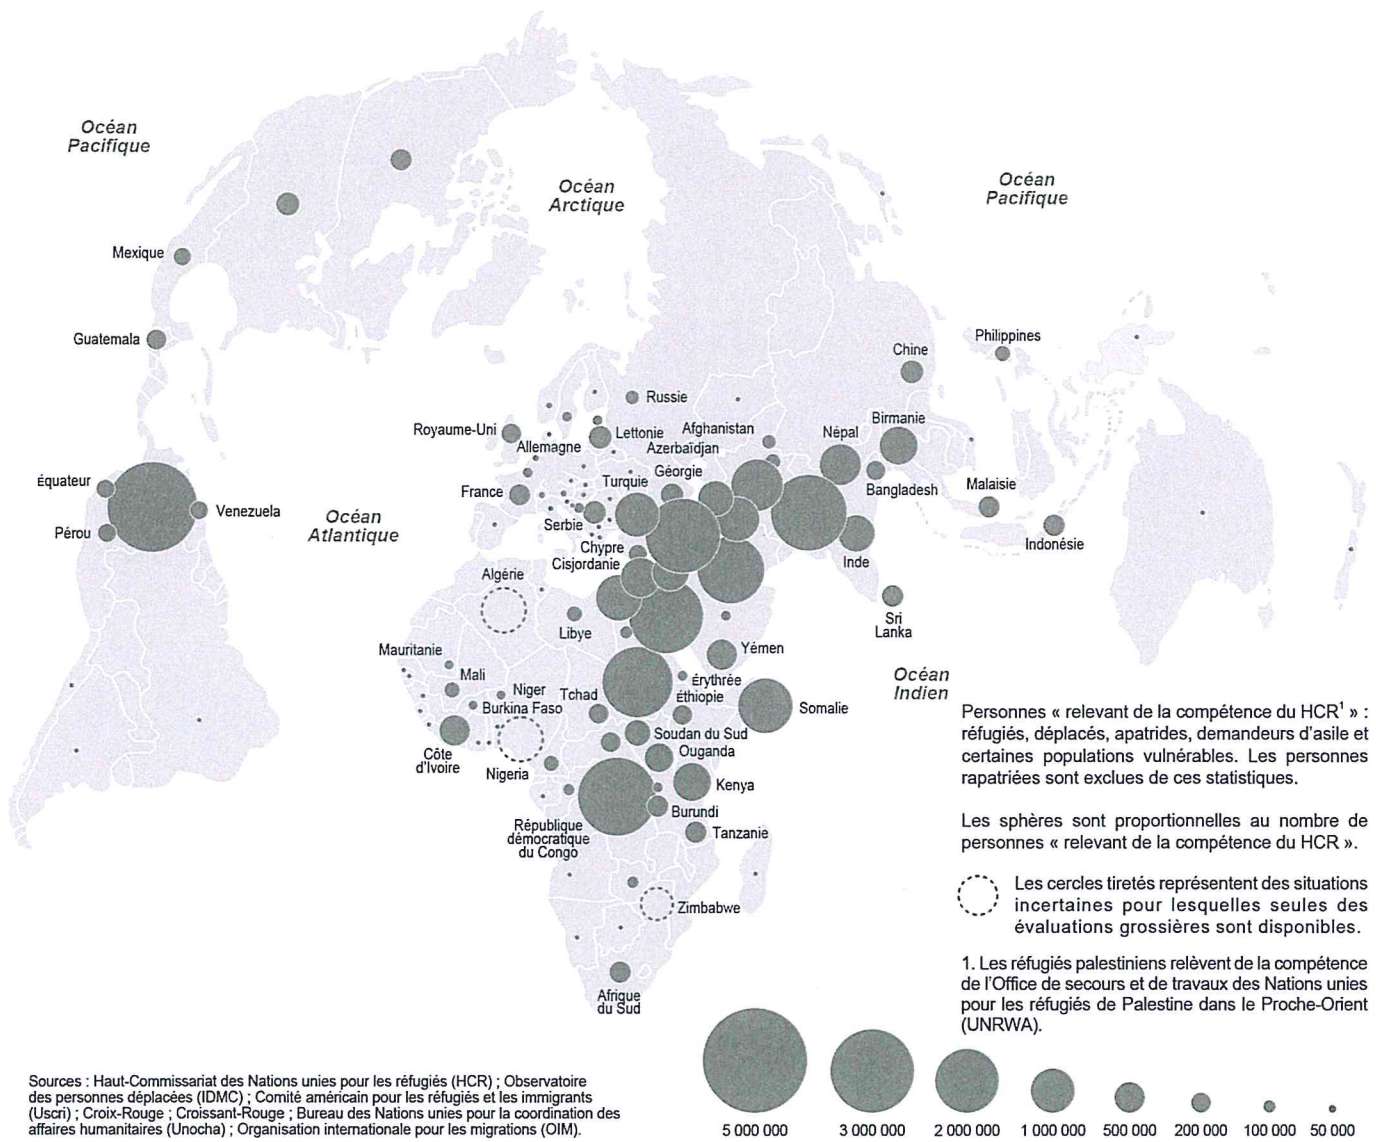 Océan
Pacifique
Océan
Arctique
Océan
Pacifique
Mexique
Guatemala
Philippines
Chine
Russie
Royaume-Uni
Allemagne
Lettonie
Afghanistan
Azerbaïdjan
Népal
Birmanie
Géorgie
Turquie
France
Bangladesh
Malaisie
Équateur
Venezuela
Pérou
Océan
Atlantique
Serbie
Chypre
Cisjordanie
Inde
Indonésie
Algérie
Sri
Lanka
Libye
Mauritanie
Yémen
Mali
Érythrée
Niger
Tchad
Éthiopie
Burkina Faso
Somalie
Océan
Indien
Soudan du Sud
Côte
d'Ivoire
Nigeria
Ouganda
Kenya
Burundi
République
démocratique
du Congo
Tanzanie
Zimbabwe
Afrique
du Sud
Personnes « relevant de la compétence du HCR¹ » :
réfugiés, déplacés, apatrides, demandeurs d'asile et
certaines populations vulnérables. Les personnes
rapatriées sont exclues de ces statistiques.
Les sphères sont proportionnelles au nombre de
personnes « relevant de la compétence du HCR ».
Les cercles tiretés représentent des situations
incertaines pour lesquelles seules des
évaluations grossières sont disponibles.
1. Les réfugiés palestiniens relèvent de la compétence
de l'Office de secours et de travaux des Nations unies
pour les réfugiés de Palestine dans le Proche-Orient
(UNRWA).
Sources : Haut-Commissariat des Nations unies pour les réfugiés (HCR) ; Observatoire
des personnes déplacées (IDMC) ; Comité américain pour les réfugiés et les immigrants
(Uscri) ; Croix-Rouge ; Croissant-Rouge ; Bureau des Nations unies pour la coordination des
affaires humanitaires (Unocha) ; Organisation internationale pour les migrations (OIM).
5 000 000 3 000 000 2 000 000 1 000 000 500 000 200 000 100 000 50 000